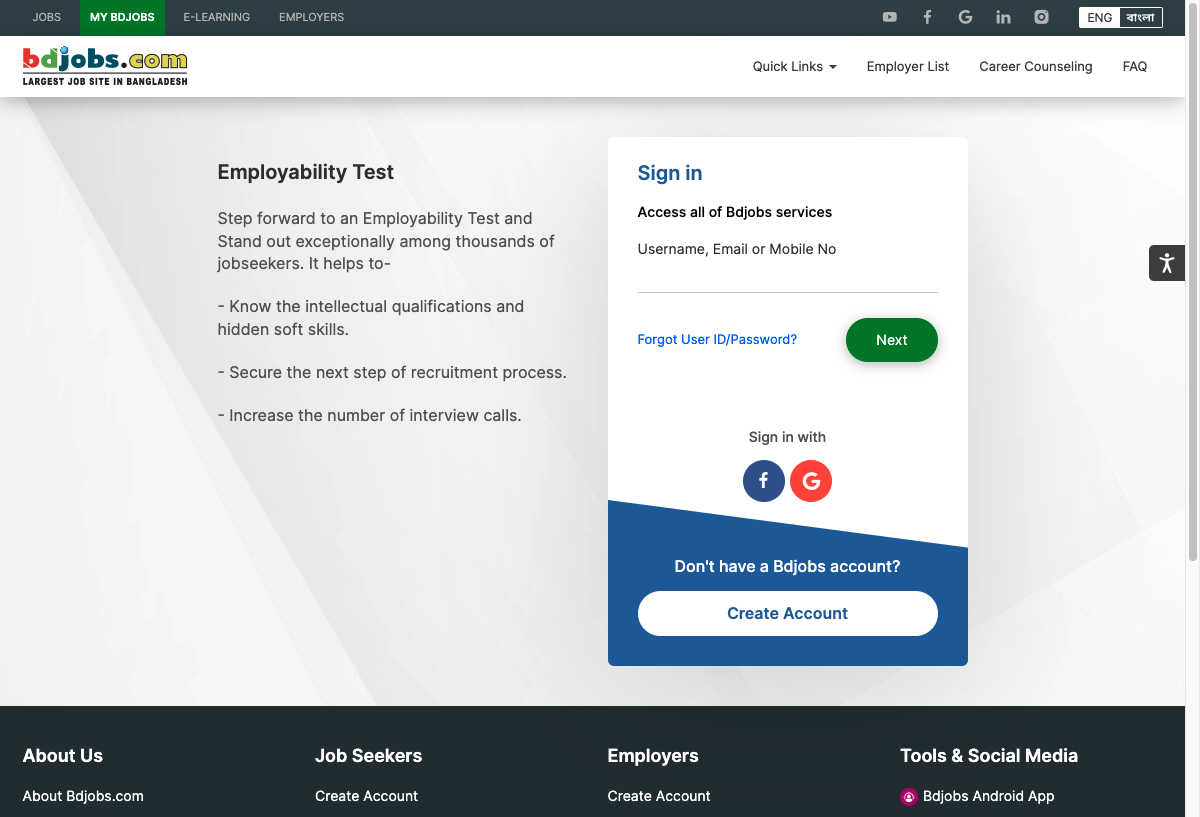 JOBS MY BDJOBS E-LEARNING EMPLOYERS ENG বাংলা
bdjobs.com
LARGEST JOB SITE IN BANGLADESH
Quick Links Employer List Career Counseling FAQ
Employability Test
Step forward to an Employability Test and
Stand out exceptionally among thousands of
jobseekers. It helps to-
- Know the intellectual qualifications and
hidden soft skills.
- Secure the next step of recruitment process.
- Increase the number of interview calls.
Sign in
Access all of Bdjobs services
Username, Email or Mobile No
Forgot User ID/Password? Next
Sign in with
Don't have a Bdjobs account?
Create Account
About Us
About Bdjobs.com
Job Seekers
Create Account
Employers
Create Account
Tools & Social Media
Bdjobs Android App